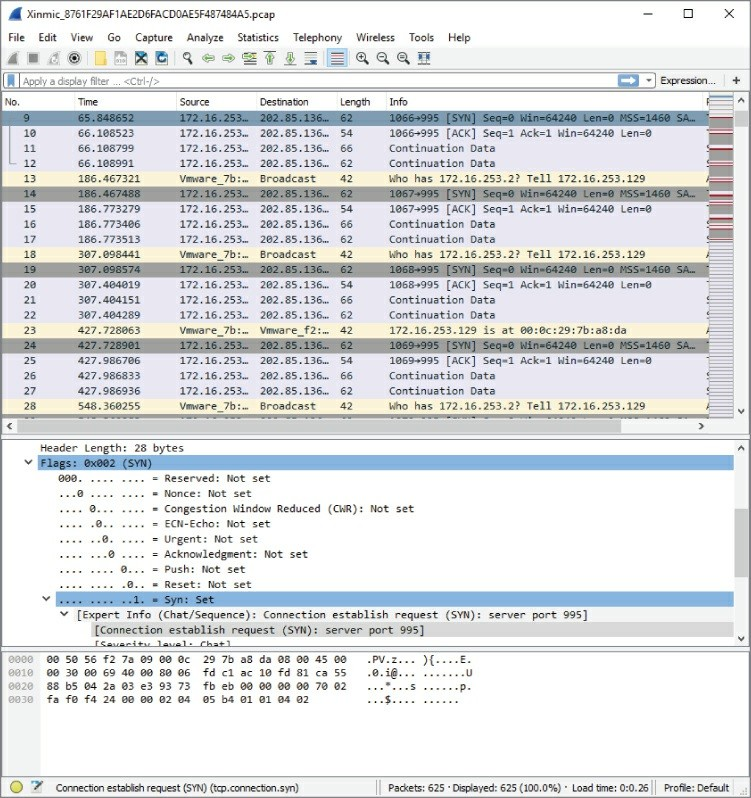 Xinmic_8761F29AF1AE2D6FACD0AE5F487484A5.pcap
File Edit View Go Capture Analyze Statistics Telephony Wireless Tools Help
Apply a display filter ... <Ctrl-/> Expression... +
No. Time Source Destination Length Info
9 65.848652 172.16.253… 202.85.136… 62 1066→995 [SYN] Seq=0 Win=64240 Len=0 MSS=1460 SA…
10 66.108523 172.16.253… 202.85.136… 54 1066→995 [ACK] Seq=1 Ack=1 Win=64240 Len=0
11 66.108799 172.16.253… 202.85.136… 66 Continuation Data
12 66.108991 172.16.253… 202.85.136… 62 Continuation Data
13 186.467321 Vmware_7b:… Broadcast 42 Who has 172.16.253.2? Tell 172.16.253.129
14 186.467488 172.16.253… 202.85.136… 62 1067→995 [SYN] Seq=0 Win=64240 Len=0 MSS=1460 SA…
15 186.773279 172.16.253… 202.85.136… 54 1067→995 [ACK] Seq=1 Ack=1 Win=64240 Len=0
16 186.773406 172.16.253… 202.85.136… 66 Continuation Data
17 186.773513 172.16.253… 202.85.136… 62 Continuation Data
18 307.098441 Vmware_7b:… Broadcast 42 Who has 172.16.253.2? Tell 172.16.253.129
19 307.098574 172.16.253… 202.85.136… 62 1068→995 [SYN] Seq=0 Win=64240 Len=0 MSS=1460 SA…
20 307.404019 172.16.253… 202.85.136… 54 1068→995 [ACK] Seq=1 Ack=1 Win=64240 Len=0
21 307.404151 172.16.253… 202.85.136… 66 Continuation Data
22 307.404289 172.16.253… 202.85.136… 62 Continuation Data
23 427.728063 Vmware_7b:… Vmware_f2:… 42 172.16.253.129 is at 00:0c:29:7b:a8:da
24 427.728901 172.16.253… 202.85.136… 62 1069→995 [SYN] Seq=0 Win=64240 Len=0 MSS=1460 SA…
25 427.986706 172.16.253… 202.85.136… 54 1069→995 [ACK] Seq=1 Ack=1 Win=64240 Len=0
26 427.986833 172.16.253… 202.85.136… 66 Continuation Data
27 427.986936 172.16.253… 202.85.136… 62 Continuation Data
28 548.360255 Vmware_7b:… Broadcast 42 Who has 172.16.253.2? Tell 172.16.253.129
Header Length: 28 bytes
Flags: 0x002 (SYN)
000. .... .... = Reserved: Not set
...0 .... .... = Nonce: Not set
.... 0... .... = Congestion Window Reduced (CWR): Not set
.... .0.. .... = ECN-Echo: Not set
.... ..0. .... = Urgent: Not set
.... ...0 .... = Acknowledgment: Not set
.... .... 0... = Push: Not set
.... .... .0.. = Reset: Not set
.... .... ..1. = Syn: Set
[Expert Info (Chat/Sequence): Connection establish request (SYN): server port 995]
[Connection establish request (SYN): server port 995]
[Severity level: Chat]
0000 00 50 56 f2 7a 09 00 0c 29 7b a8 da 08 00 45 00 .PV.z... ){....E.
0010 00 30 00 69 40 00 80 06 fd c1 ac 10 fd 81 ca 55 .0.i@... .......U
0020 88 b5 04 2a 03 e3 93 73 fb eb 00 00 00 00 70 02 ...*...s ......p.
0030 fa f0 f4 24 00 00 02 04 05 b4 01 01 04 02 ...$.... ......
Connection establish request (SYN) (tcp.connection.syn) Packets: 625 · Displayed: 625 (100.0%) · Load time: 0:0.26 Profile: Default